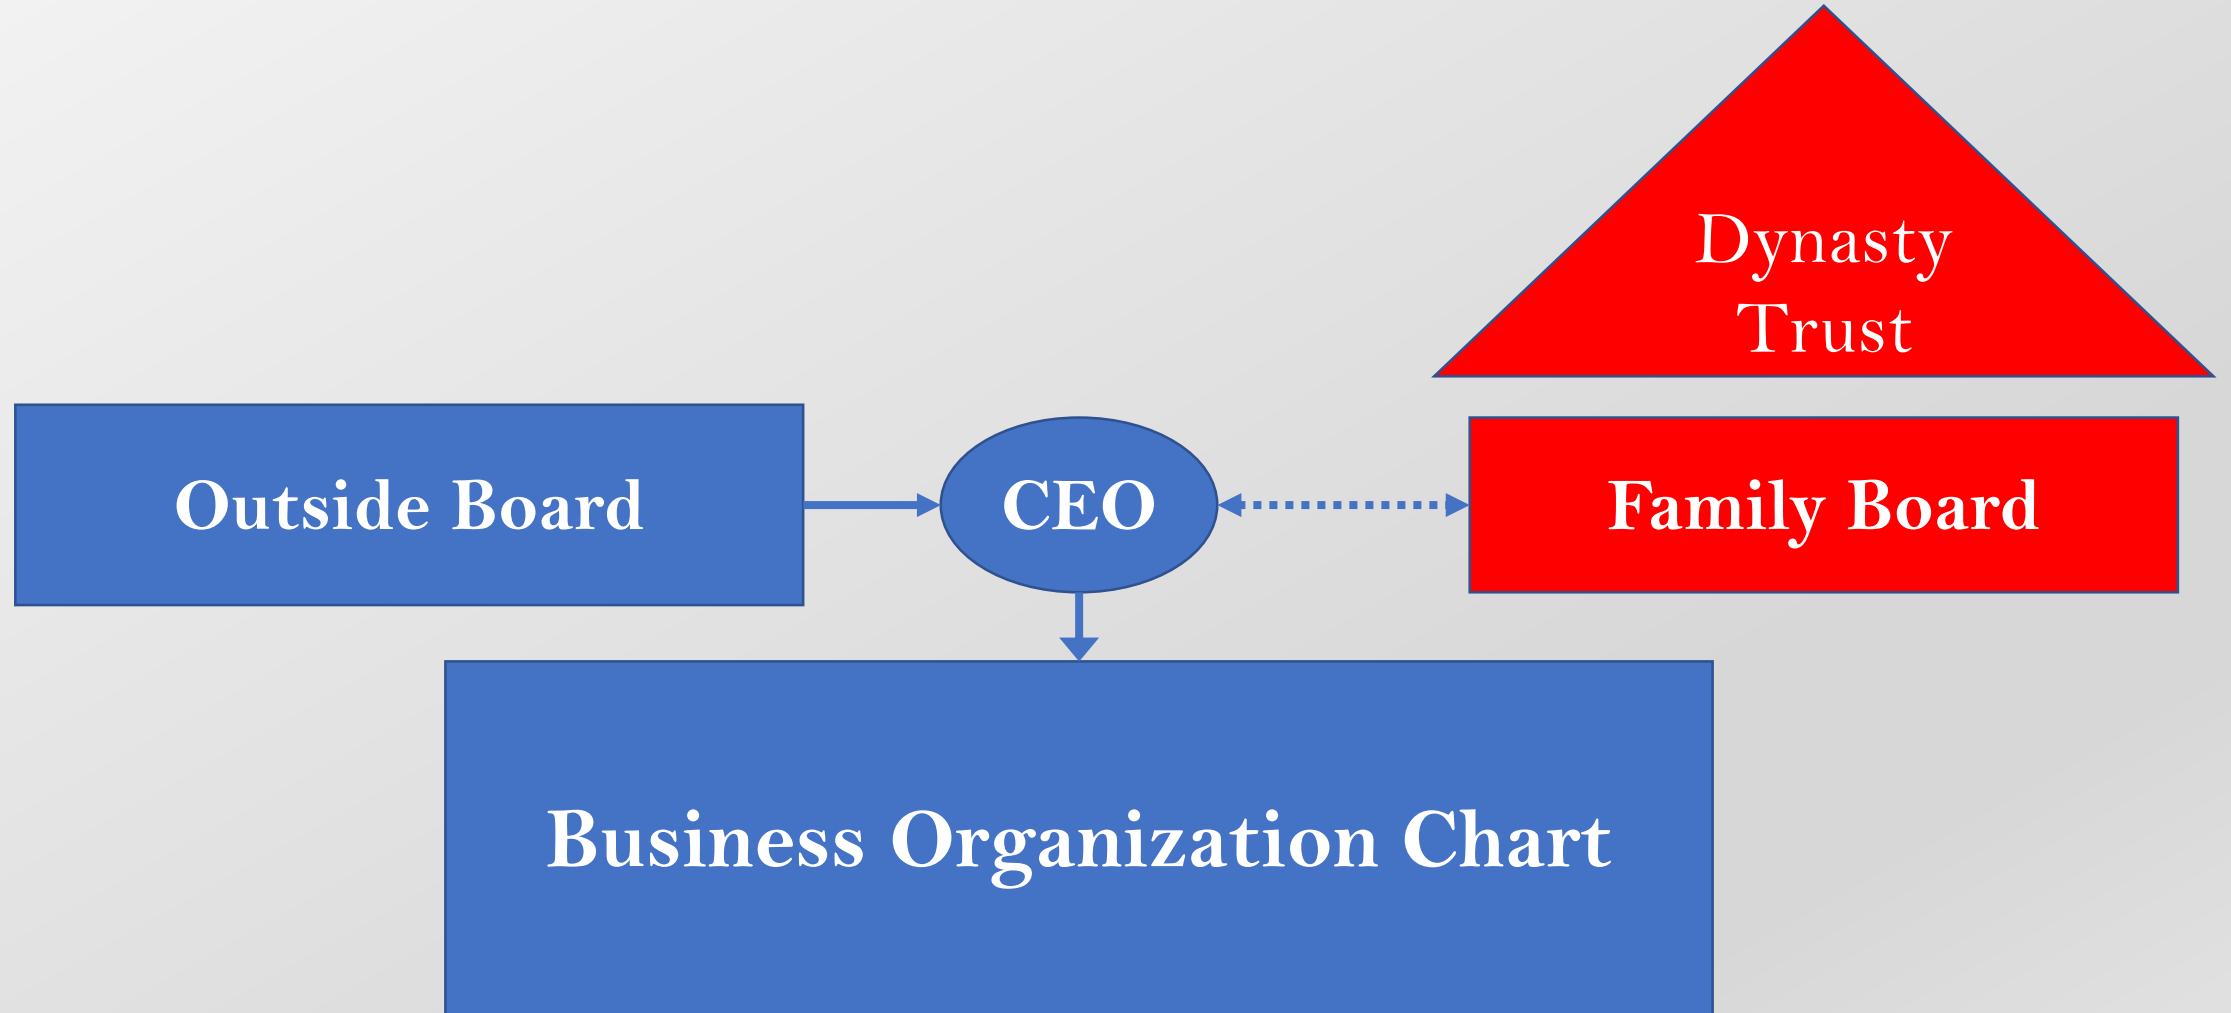 Dynasty
Trust
Outside Board
CEO
Family Board
Business Organization Chart